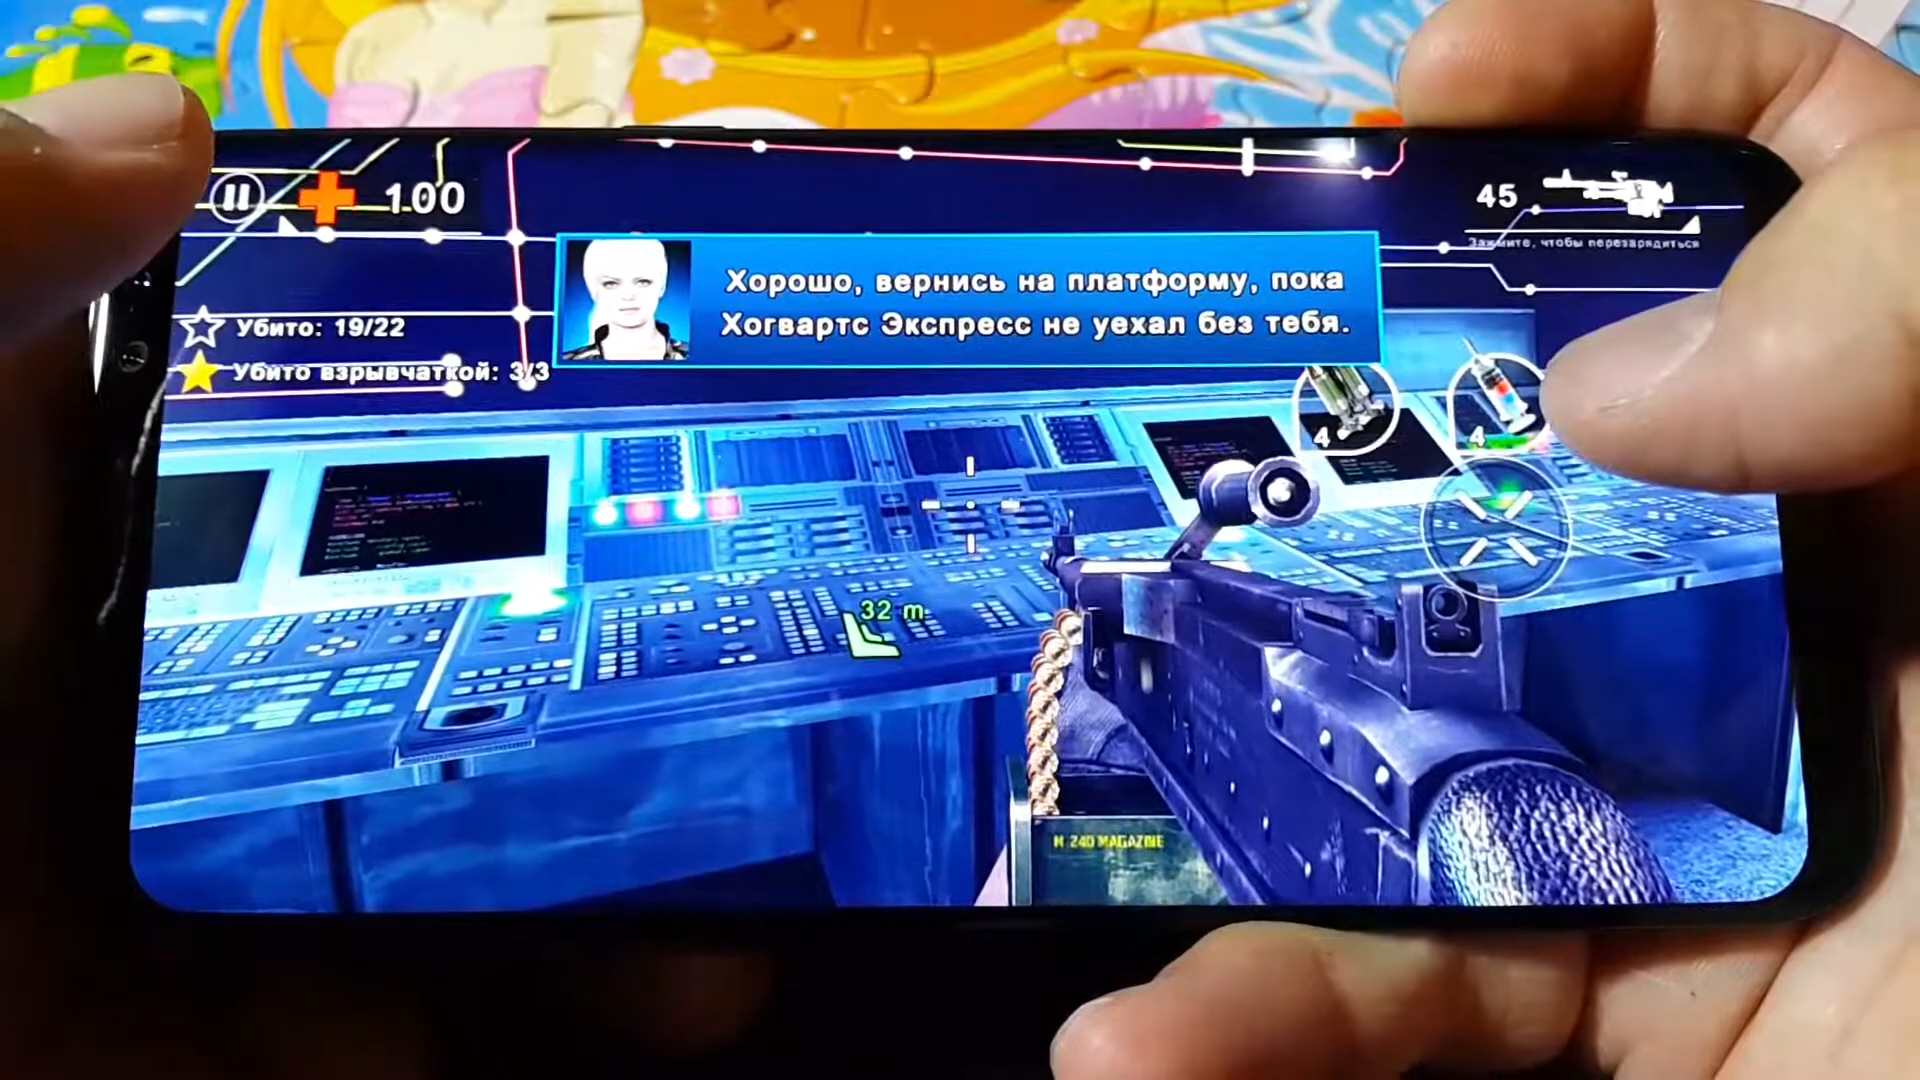 100
45
Зажмите, чтобы перезарядиться
Хорошо, вернись на платформу, пока
Хогвартс Экспресс не уехал без тебя.
Убито: 19/22
Убито взрывчаткой: 3/3
4
4
32 m
M 240 MAGAZINE